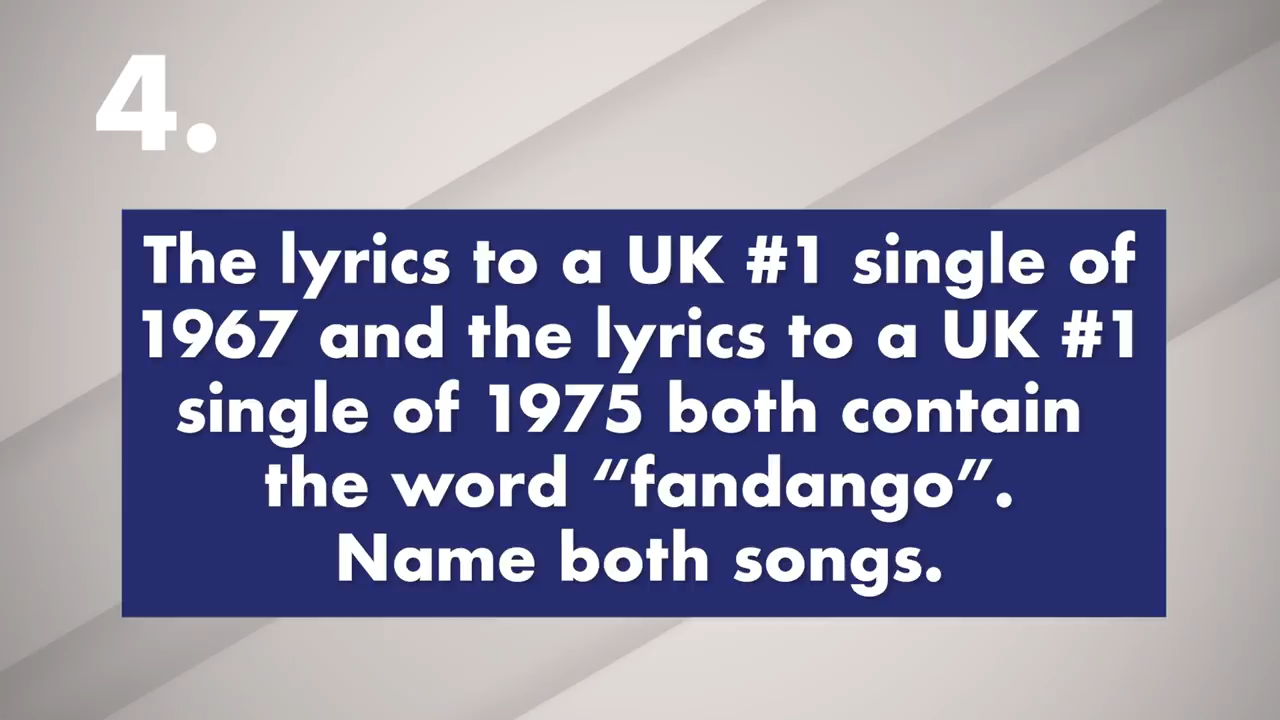 4.
The lyrics to a UK #1 single of
1967 and the lyrics to a UK #1
single of 1975 both contain
the word “fandango”.
Name both songs.